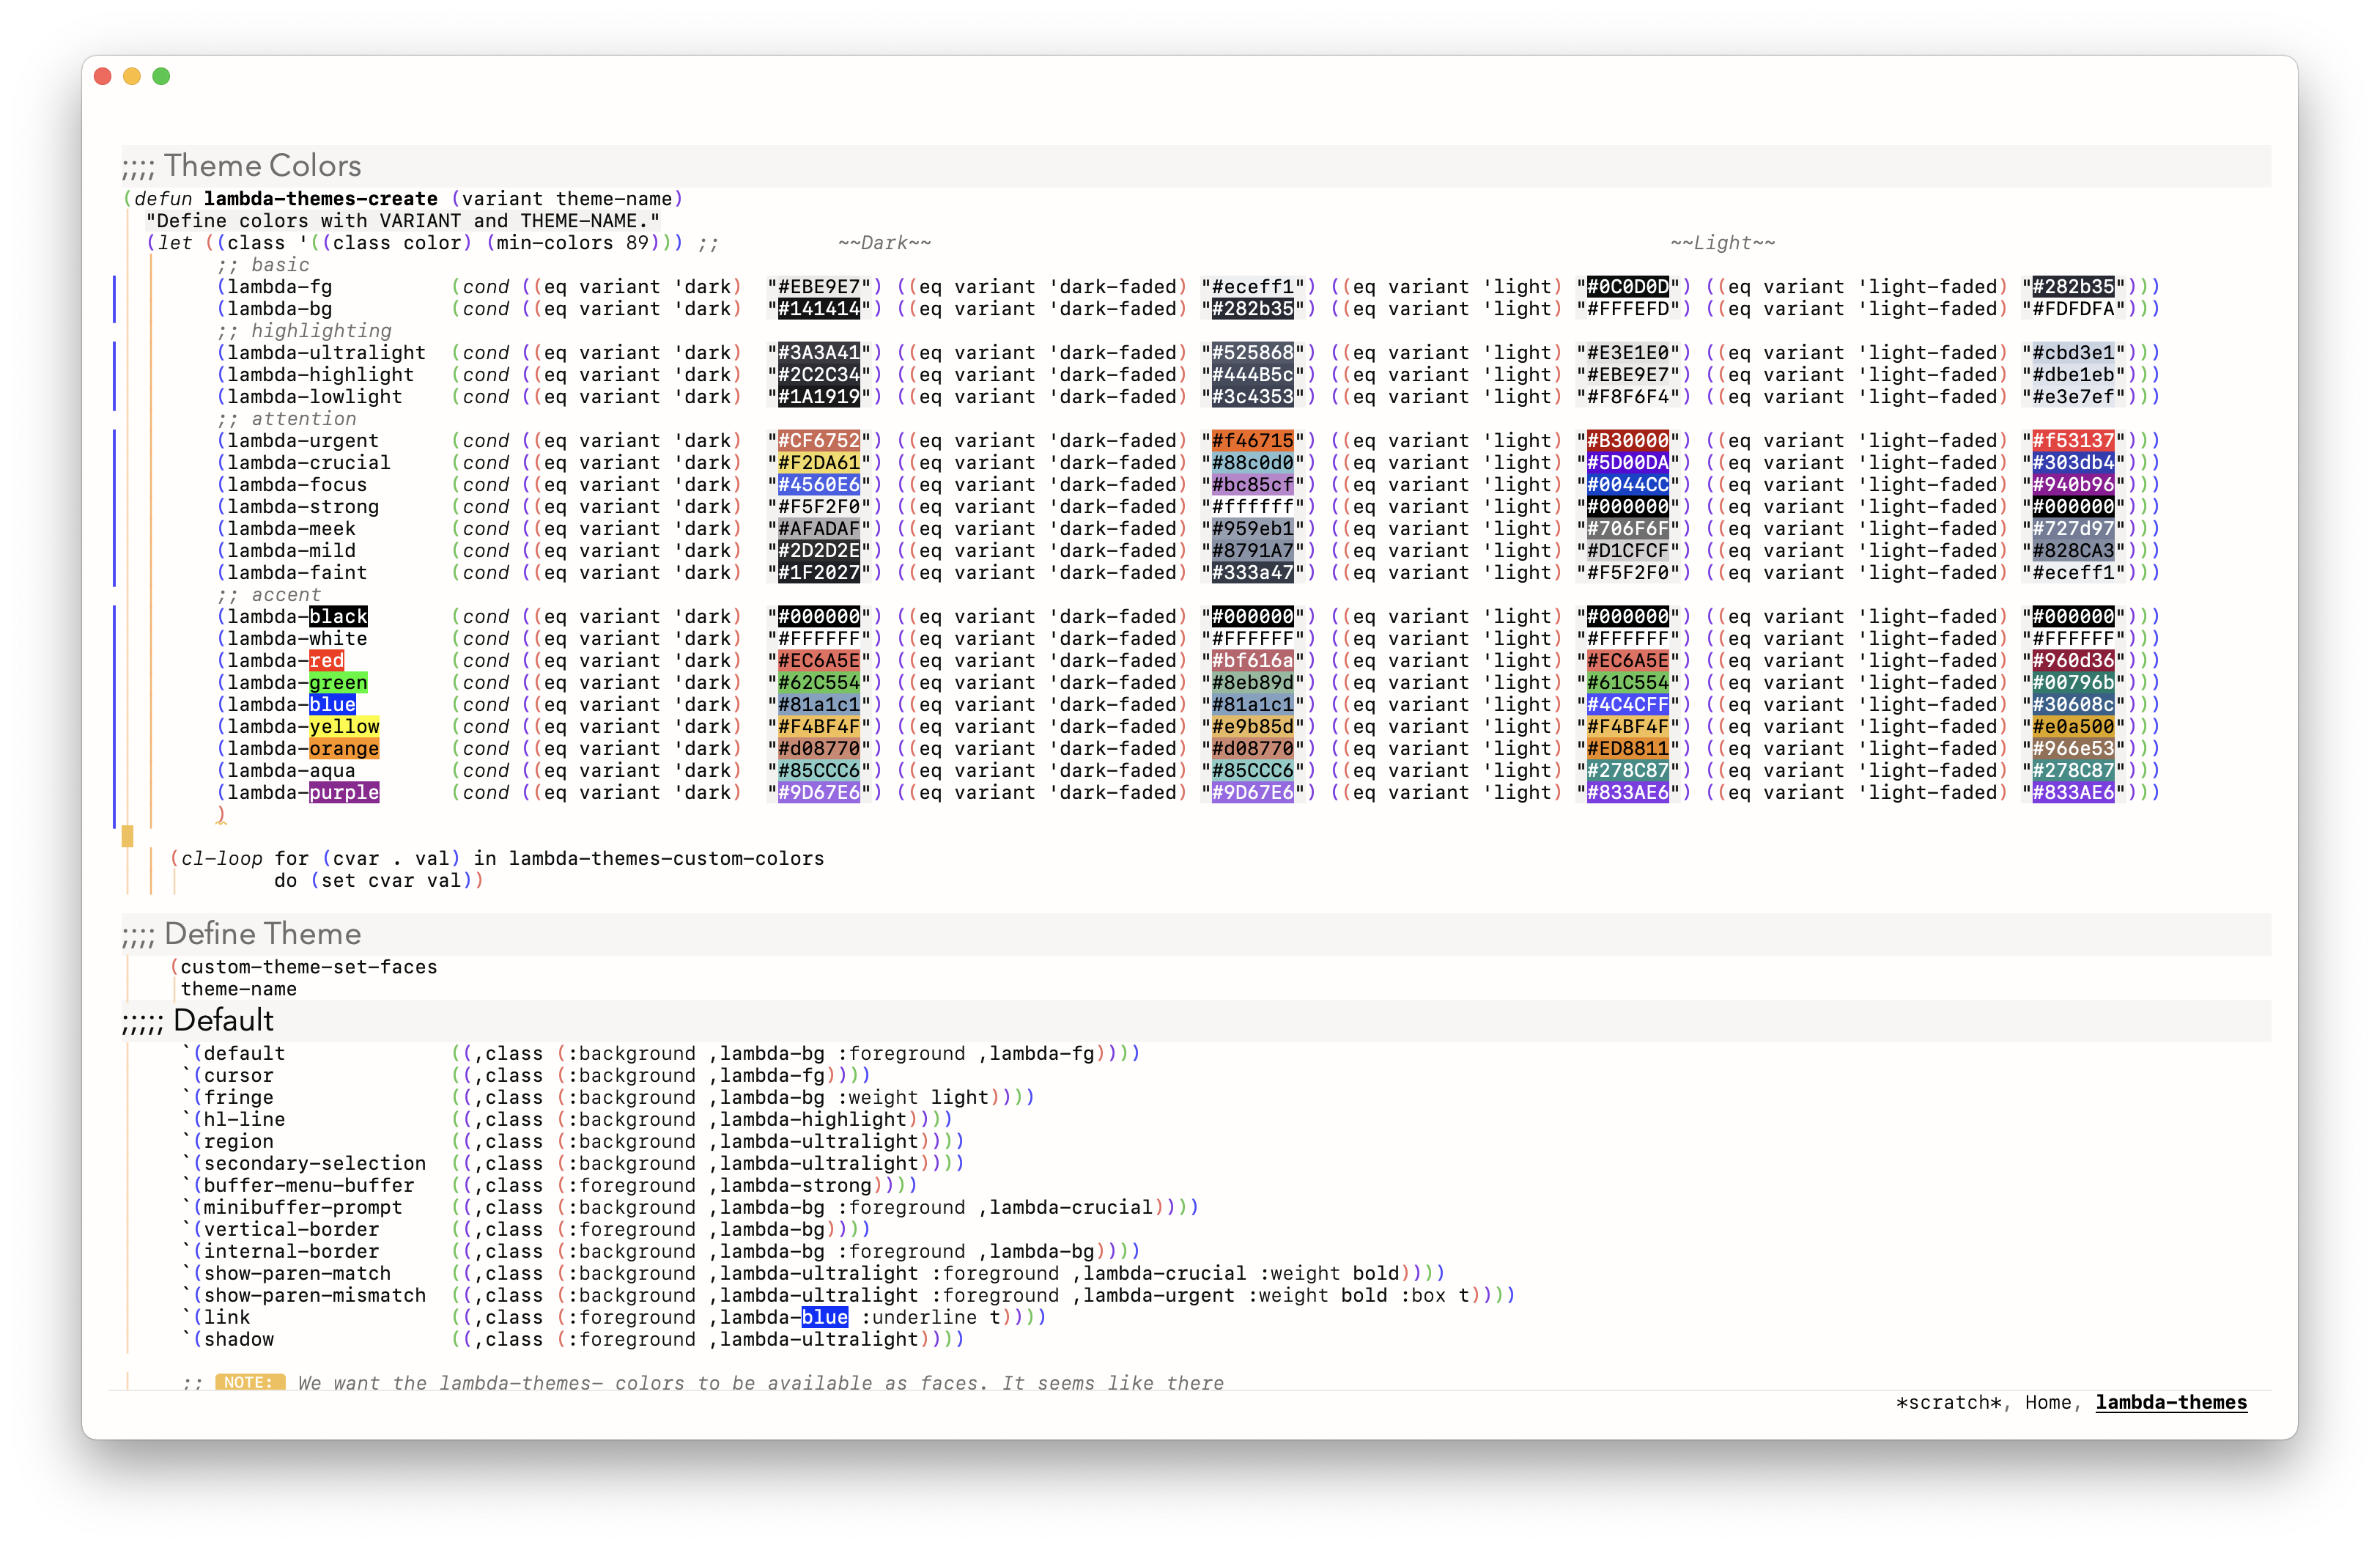 ;;;; Theme Colors
(defun lambda-themes-create (variant theme-name)
"Define colors with VARIANT and THEME-NAME."
(let ((class '((class color) (min-colors 89))) ;; ~~Dark~~ ~~Light~~
;; basic
(lambda-fg (cond ((eq variant 'dark) "#EBE9E7") ((eq variant 'dark-faded) "#eceff1") ((eq variant 'light) "#0C0D0D") ((eq variant 'light-faded) "#282b35")))
(lambda-bg (cond ((eq variant 'dark) "#141414") ((eq variant 'dark-faded) "#282b35") ((eq variant 'light) "#FFFEFD") ((eq variant 'light-faded) "#FDFDFA")))
;; highlighting
(lambda-ultralight (cond ((eq variant 'dark) "#3A3A41") ((eq variant 'dark-faded) "#525868") ((eq variant 'light) "#E3E1E0") ((eq variant 'light-faded) "#cbd3e1")))
(lambda-highlight (cond ((eq variant 'dark) "#2C2C34") ((eq variant 'dark-faded) "#444B5c") ((eq variant 'light) "#EBE9E7") ((eq variant 'light-faded) "#dbe1eb")))
(lambda-lowlight (cond ((eq variant 'dark) "#1A1919") ((eq variant 'dark-faded) "#3c4353") ((eq variant 'light) "#F8F6F4") ((eq variant 'light-faded) "#e3e7ef")))
;; attention
(lambda-urgent (cond ((eq variant 'dark) "#CF6752") ((eq variant 'dark-faded) "#f46715") ((eq variant 'light) "#B30000") ((eq variant 'light-faded) "#f53137")))
(lambda-crucial (cond ((eq variant 'dark) "#F2DA61") ((eq variant 'dark-faded) "#88c0d0") ((eq variant 'light) "#5D00DA") ((eq variant 'light-faded) "#303db4")))
(lambda-focus (cond ((eq variant 'dark) "#4560E6") ((eq variant 'dark-faded) "#bc85cf") ((eq variant 'light) "#0044CC") ((eq variant 'light-faded) "#940b96")))
(lambda-strong (cond ((eq variant 'dark) "#F5F2F0") ((eq variant 'dark-faded) "#ffffff") ((eq variant 'light) "#000000") ((eq variant 'light-faded) "#000000")))
(lambda-meek (cond ((eq variant 'dark) "#AFADAF") ((eq variant 'dark-faded) "#959eb1") ((eq variant 'light) "#706F6F") ((eq variant 'light-faded) "#727d97")))
(lambda-mild (cond ((eq variant 'dark) "#2D2D2E") ((eq variant 'dark-faded) "#8791A7") ((eq variant 'light) "#D1CFCF") ((eq variant 'light-faded) "#828CA3")))
(lambda-faint (cond ((eq variant 'dark) "#1F2027") ((eq variant 'dark-faded) "#333a47") ((eq variant 'light) "#F5F2F0") ((eq variant 'light-faded) "#eceff1")))
;; accent
(lambda-black (cond ((eq variant 'dark) "#000000") ((eq variant 'dark-faded) "#000000") ((eq variant 'light) "#000000") ((eq variant 'light-faded) "#000000")))
(lambda-white (cond ((eq variant 'dark) "#FFFFFF") ((eq variant 'dark-faded) "#FFFFFF") ((eq variant 'light) "#FFFFFF") ((eq variant 'light-faded) "#FFFFFF")))
(lambda-red (cond ((eq variant 'dark) "#EC6A5E") ((eq variant 'dark-faded) "#bf616a") ((eq variant 'light) "#EC6A5E") ((eq variant 'light-faded) "#960d36")))
(lambda-green (cond ((eq variant 'dark) "#62C554") ((eq variant 'dark-faded) "#8eb89d") ((eq variant 'light) "#61C554") ((eq variant 'light-faded) "#00796b")))
(lambda-blue (cond ((eq variant 'dark) "#81a1c1") ((eq variant 'dark-faded) "#81a1c1") ((eq variant 'light) "#4C4CFF") ((eq variant 'light-faded) "#30608c")))
(lambda-yellow (cond ((eq variant 'dark) "#F4BF4F") ((eq variant 'dark-faded) "#e9b85d") ((eq variant 'light) "#F4BF4F") ((eq variant 'light-faded) "#e0a500")))
(lambda-orange (cond ((eq variant 'dark) "#d08770") ((eq variant 'dark-faded) "#d08770") ((eq variant 'light) "#ED8811") ((eq variant 'light-faded) "#966e53")))
(lambda-aqua (cond ((eq variant 'dark) "#85CCC6") ((eq variant 'dark-faded) "#85CCC6") ((eq variant 'light) "#278C87") ((eq variant 'light-faded) "#278C87")))
(lambda-purple (cond ((eq variant 'dark) "#9D67E6") ((eq variant 'dark-faded) "#9D67E6") ((eq variant 'light) "#833AE6") ((eq variant 'light-faded) "#833AE6")))
)
(cl-loop for (cvar . val) in lambda-themes-custom-colors
do (set cvar val))
;;;; Define Theme
(custom-theme-set-faces
theme-name
;;;;; Default
`(default ((,class (:background ,lambda-bg :foreground ,lambda-fg))))
`(cursor ((,class (:background ,lambda-fg))))
`(fringe ((,class (:background ,lambda-bg :weight light))))
`(hl-line ((,class (:background ,lambda-highlight))))
`(region ((,class (:background ,lambda-ultralight))))
`(secondary-selection ((,class (:background ,lambda-ultralight))))
`(buffer-menu-buffer ((,class (:foreground ,lambda-strong))))
`(minibuffer-prompt ((,class (:background ,lambda-bg :foreground ,lambda-crucial))))
`(vertical-border ((,class (:foreground ,lambda-bg))))
`(internal-border ((,class (:background ,lambda-bg :foreground ,lambda-bg))))
`(show-paren-match ((,class (:background ,lambda-ultralight :foreground ,lambda-crucial :weight bold))))
`(show-paren-mismatch ((,class (:background ,lambda-ultralight :foreground ,lambda-urgent :weight bold :box t))))
`(link ((,class (:foreground ,lambda-blue :underline t))))
`(shadow ((,class (:foreground ,lambda-ultralight))))
;; NOTE: We want the lambda-themes- colors to be available as faces. It seems like there
*scratch*, Home, lambda-themes